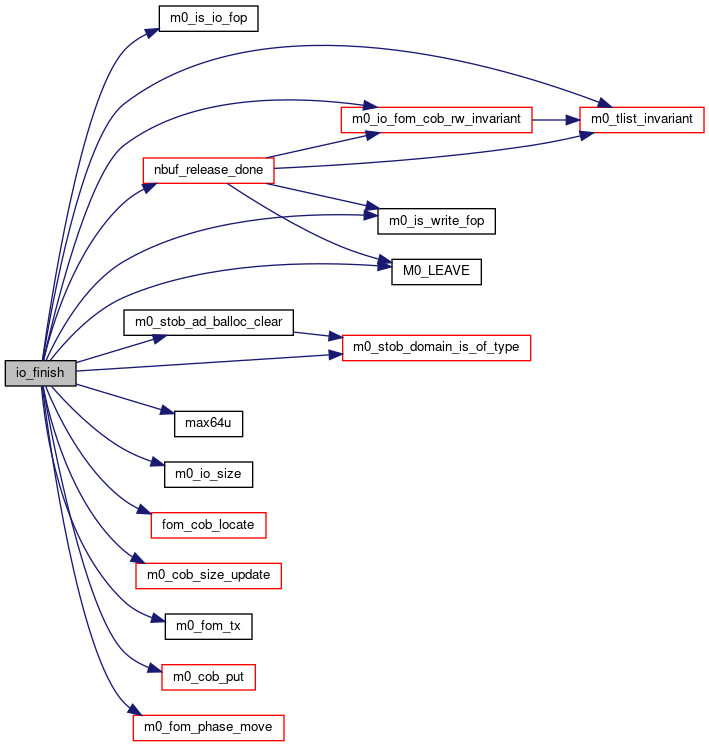 m0_is_io_fop
m0_io_fom_cob_rw_invariant
m0_tlist_invariant
nbuf_release_done
m0_is_write_fop
M0_LEAVE
m0_stob_ad_balloc_clear
m0_stob_domain_is_of_type
io_finish
max64u
m0_io_size
fom_cob_locate
m0_cob_size_update
m0_fom_tx
m0_cob_put
m0_fom_phase_move